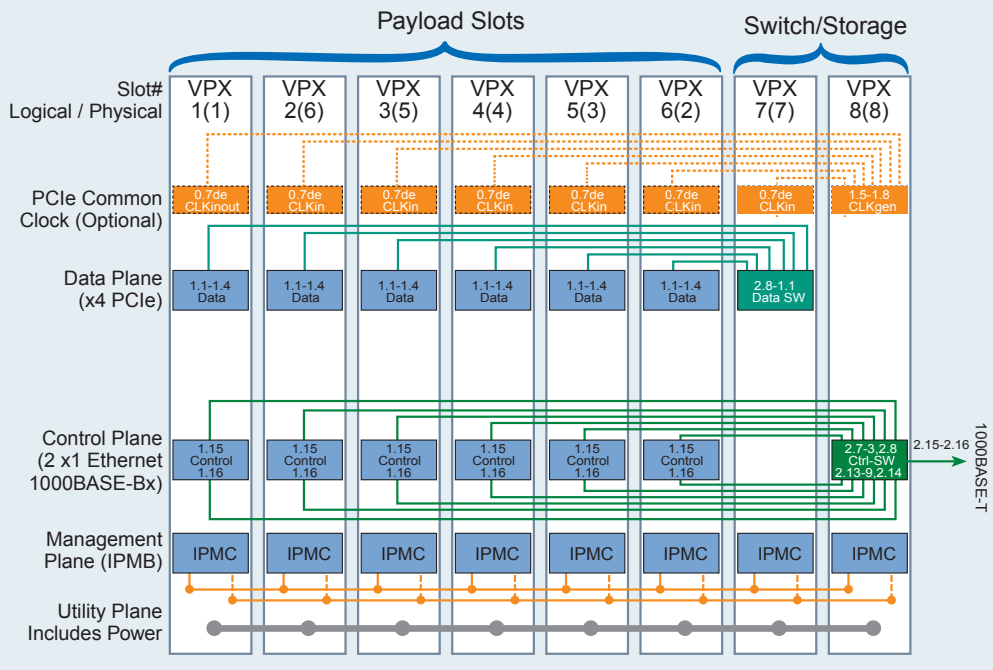 Payload Slots
Switch/Storage
Slot#
Logical / Physical
VPX
1(1)
VPX
2(6)
VPX
3(5)
VPX
4(4)
VPX
5(3)
VPX
6(2)
VPX
7(7)
VPX
8(8)
PCIe Common
Clock (Optional)
0.7de
CLKinout
0.7de
CLKin
0.7de
CLKin
0.7de
CLKin
0.7de
CLKin
0.7de
CLKin
0.7de
CLKin
1.5-1.8
CLKgen
Data Plane
(x4 PCIe)
1.1-1.4
Data
1.1-1.4
Data
1.1-1.4
Data
1.1-1.4
Data
1.1-1.4
Data
1.1-1.4
Data
2.8-1.1
Data SW
Control Plane
(2 x1 Ethernet
1000BASE-Bx)
1.15
Control
1.16
1.15
Control
1.16
1.15
Control
1.16
1.15
Control
1.16
1.15
Control
1.16
1.15
Control
1.16
2.7-3,2.8
Ctrl-SW
2.13-9,2.14
2.15-2.16
1000BASE-T
Management
Plane (IPMB)
IPMC
IPMC
IPMC
IPMC
IPMC
IPMC
IPMC
IPMC
Utility Plane
Includes Power